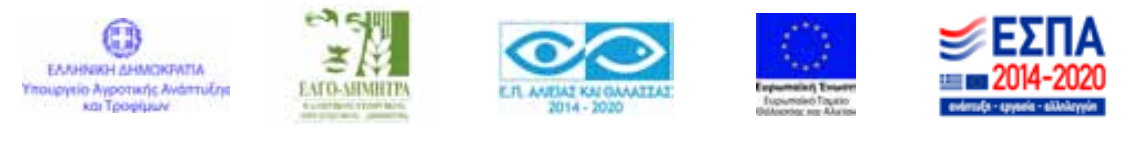 ΕΛΛΗΝΙΚΗ ΔΗΜΟΚΡΑΤΙΑ
Υπουργείο Αγροτικής Ανάπτυξης
και Τροφίμων
ΕΛΓΟ-ΔΗΜΗΤΡΑ
Ε.Π. ΑΛΙΕΙΑΣ ΚΑΙ ΘΑΛΑΣΣΑΣ
2014 - 2020
Ευρωπαϊκή Ένωση
Ευρωπαϊκό Ταμείο
Θάλασσας και Αλιείας
ΕΣΠΑ
2014-2020
ανάπτυξη - εργασία - αλληλεγγύη